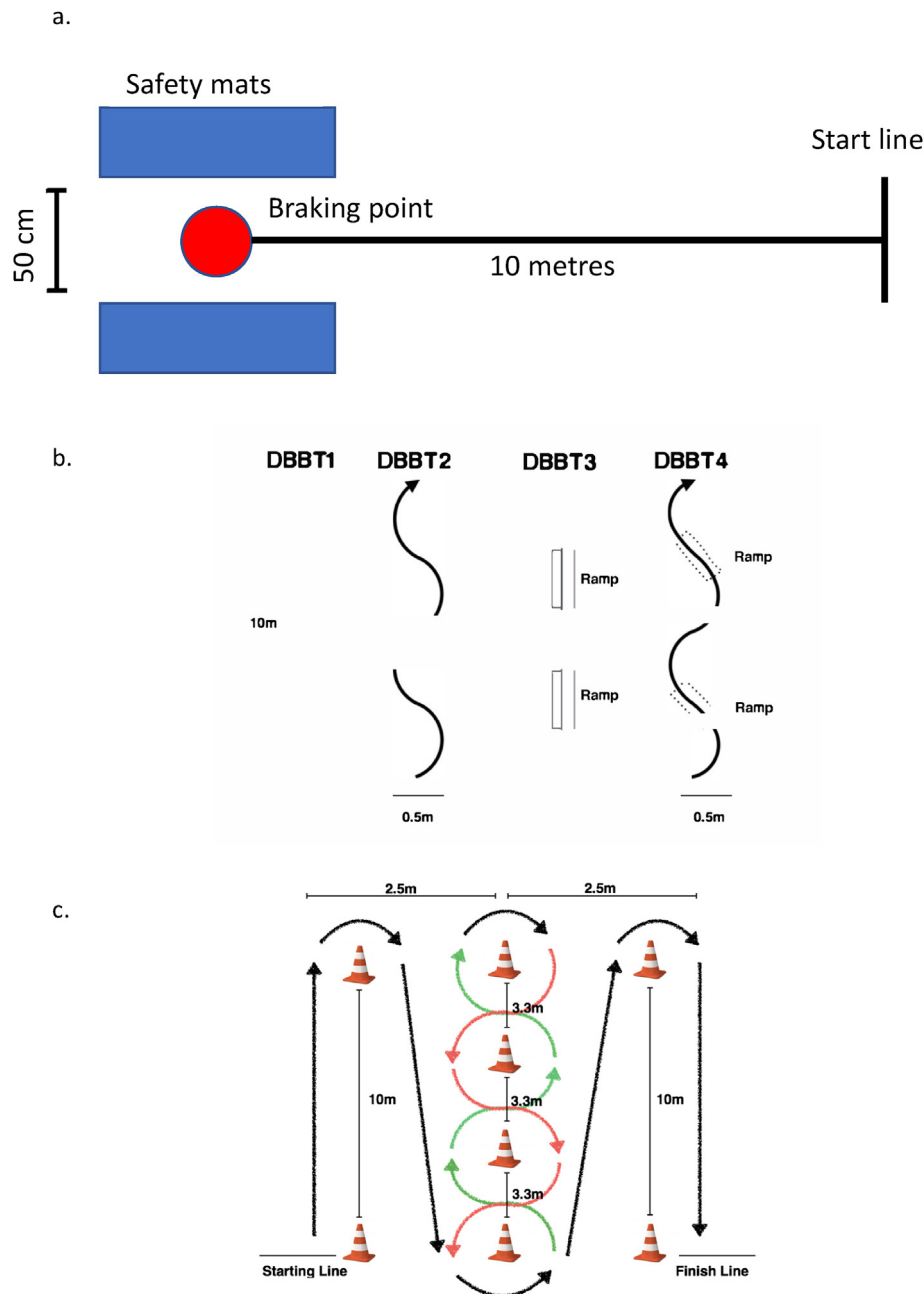 a.
Safety mats
Start line
Braking point
50 cm
10 metres
b.
DBBT1 DBBT2 DBBT3 DBBT4
Ramp
Ramp
10m
Ramp
Ramp
0.5m
0.5m
c.
2.5m
2.5m
3.3m
10m
3.3m
10m
3.3m
Starting Line
Finish Line